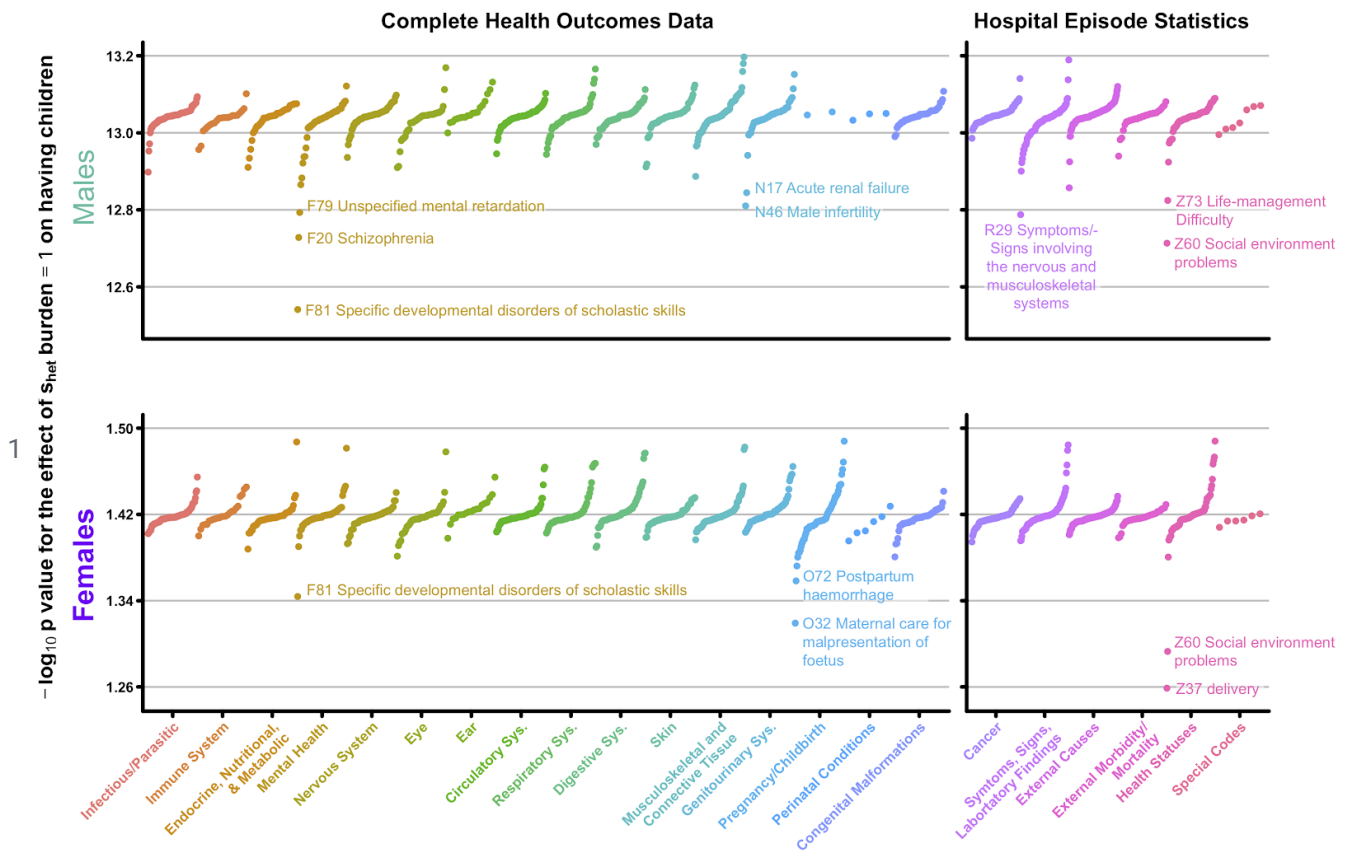 Complete Health Outcomes Data
Hospital Episode Statistics
1
− log10 p value for the effect of shet burden = 1 on having children
Males
13.2
13.0
12.8
12.6
F79 Unspecified mental retardation
F20 Schizophrenia
F81 Specific developmental disorders of scholastic skills
N17 Acute renal failure
N46 Male infertility
R29 Symptoms/-
Signs involving
the nervous and
musculoskeletal
systems
Z73 Life-management
Difficulty
Z60 Social environment
problems
Females
1.50
1.42
1.34
1.26
F81 Specific developmental disorders of scholastic skills
O72 Postpartum
haemorrhage
O32 Maternal care for
malpresentation of
foetus
Z60 Social environment
problems
Z37 delivery
Infectious/Parasitic
Immune System
Endocrine, Nutritional,
& Metabolic
Mental Health
Nervous System
Eye
Ear
Circulatory Sys.
Respiratory Sys.
Digestive Sys.
Skin
Musculoskeletal and
Connective Tissue
Genitourinary Sys.
Pregnancy/Childbirth
Perinatal Conditions
Congenital Malformations
Cancer
Symptoms, Signs,
Labortatory Findings
External Causes
External Morbidity/
Mortality
Health Statuses
Special Codes